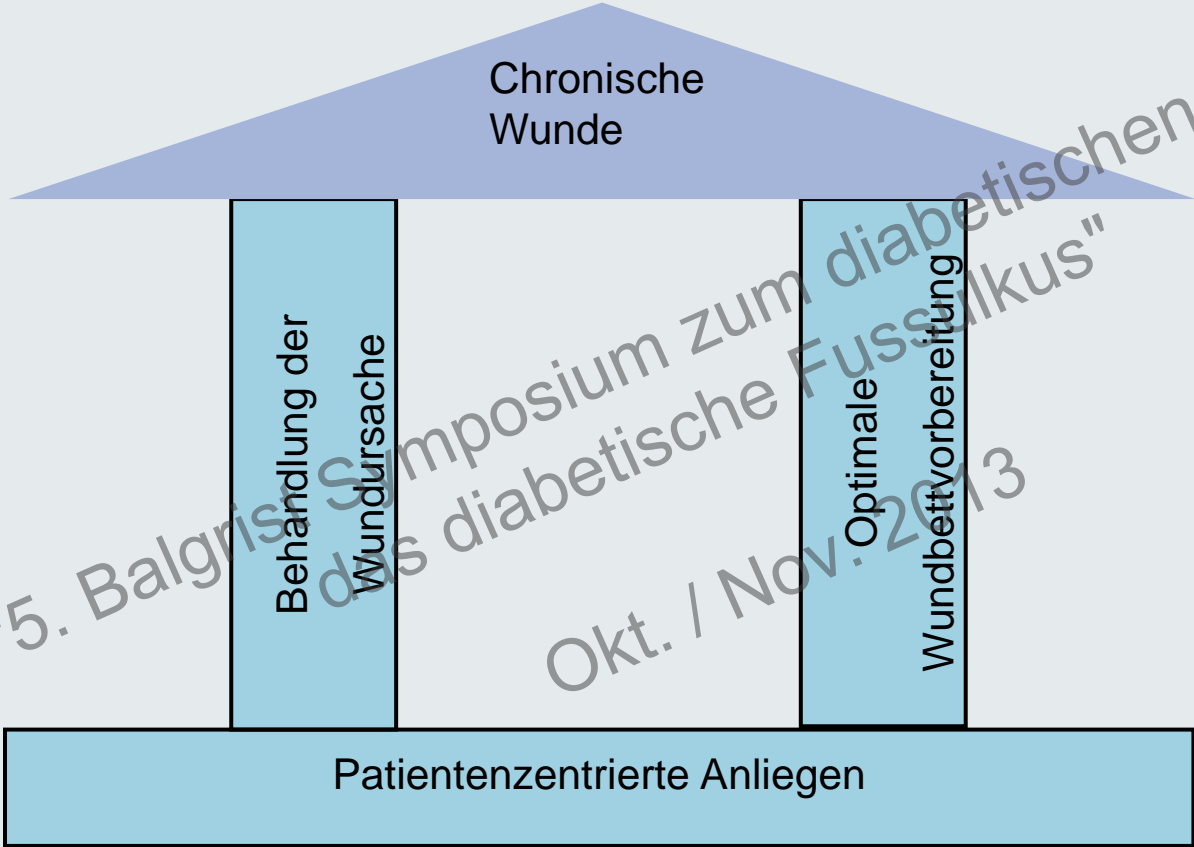 Chronische
Wunde
Behandlung der
Wundursache
Optimale
Wundbettvorbereitung
Patientenzentrierte Anliegen
5. Balgrist Symposium zum diabetischen
das diabetische Fussulkus"
Okt. / Nov. 2013